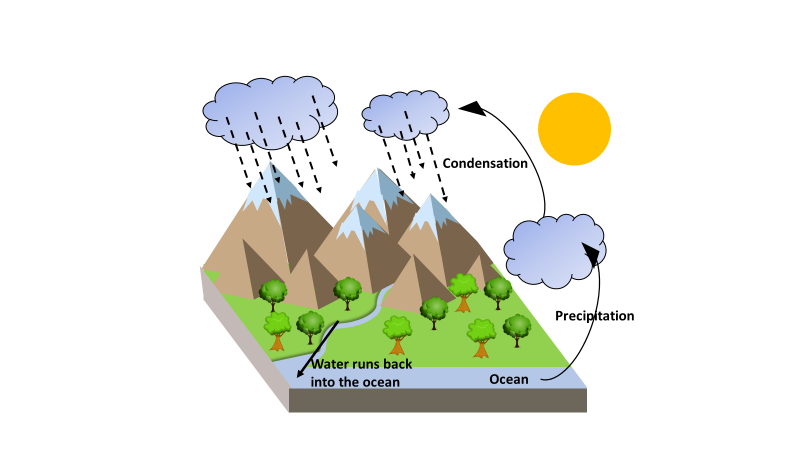 Condensation
Precipitation
Water runs back
into the ocean
Ocean